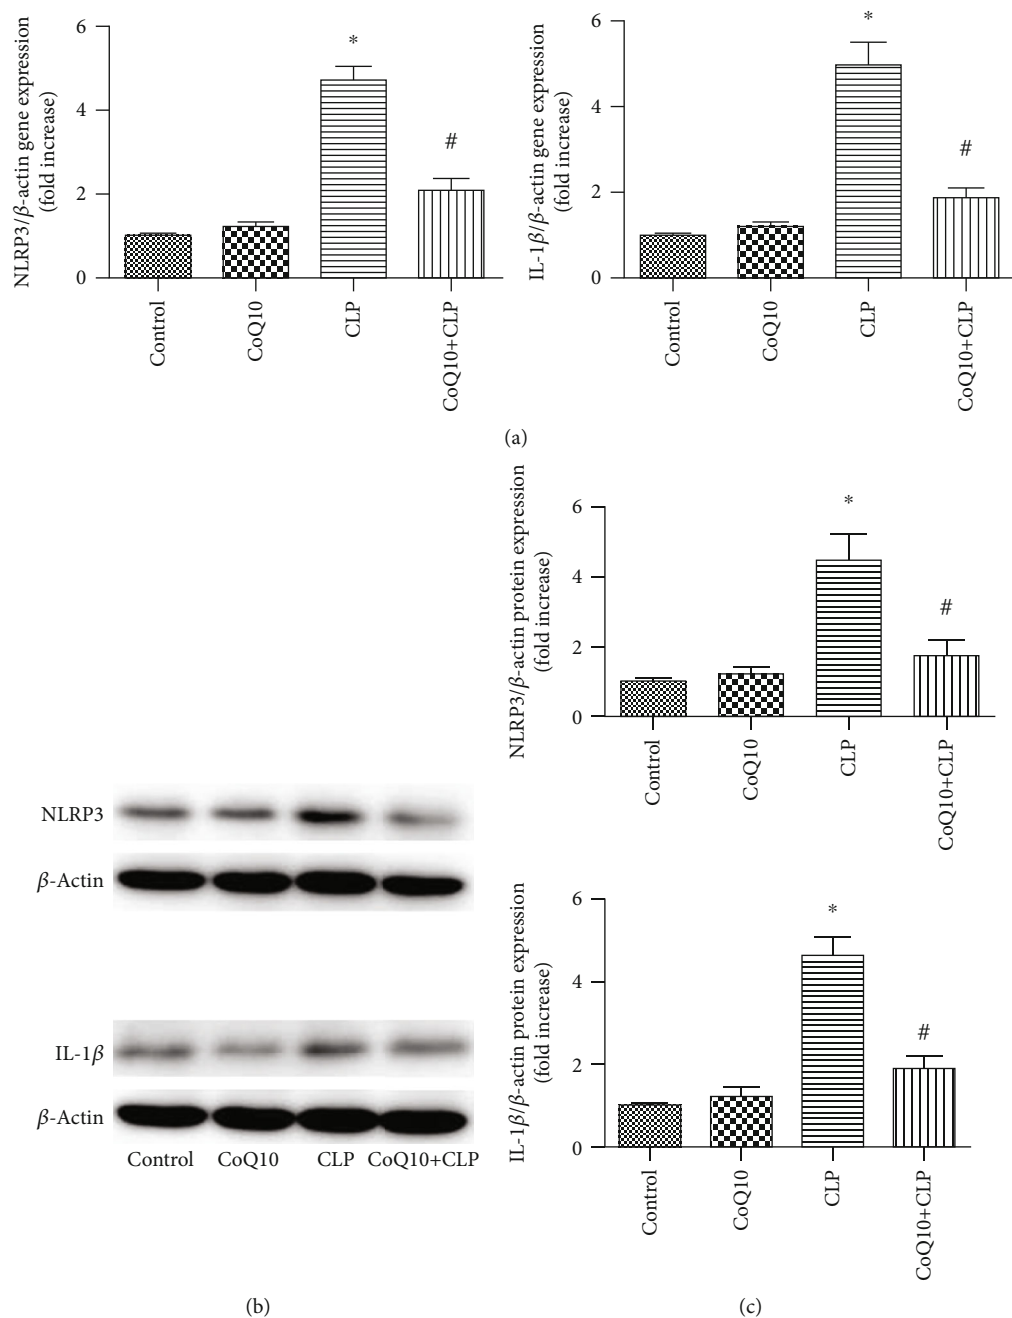 NLRP3/β-actin gene expression
(fold increase)
6
4
2
0
*
#
Control
CoQ10
CLP
CoQ10+CLP
IL-1β/β-actin gene expression
(fold increase)
6
4
2
0
*
#
Control
CoQ10
CLP
CoQ10+CLP
(a)
NLRP3
β-Actin
IL-1β
β-Actin
Control CoQ10 CLP CoQ10+CLP
(b)
NLRP3/β-actin protein expression
(fold increase)
6
4
2
0
*
#
Control
CoQ10
CLP
CoQ10+CLP
IL-1β/β-actin protein expression
(fold increase)
6
4
2
0
*
#
Control
CoQ10
CLP
CoQ10+CLP
(c)